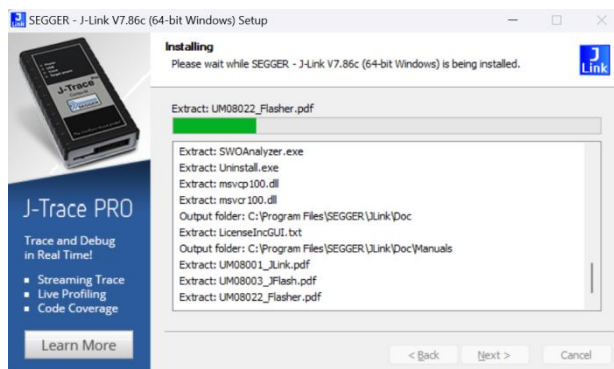 SEGGER - J-Link V7.86c (64-bit Windows) Setup
Installing
Please wait while SEGGER - J-Link V7.86c (64-bit Windows) is being installed.
J
Link
J-Trace
SEGGER
Extract: UM08022_Flasher.pdf
Extract: SWOAnalyzer.exe
Extract: Uninstall.exe
Extract: msvcp100.dll
Extract: msvcr100.dll
Output folder: C:\Program Files\SEGGER\JLink\Doc
Extract: LicenseIncGUI.txt
Output folder: C:\Program Files\SEGGER\JLink\Doc\Manuals
Extract: UM08001_JLink.pdf
Extract: UM08003_JFlash.pdf
Extract: UM08022_Flasher.pdf
J-Trace PRO
Trace and Debug
in Real Time!
Streaming Trace
Live Profiling
Code Coverage
Learn More
< Back
Next >
Cancel